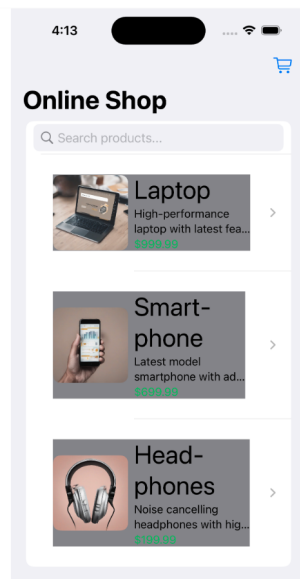 4:13
Online Shop
Search products...
Laptop
High-performance
laptop with latest fea...
$999.99
Smart-
phone
Latest model
smartphone with ad...
$699.99
Head-
phones
Noise cancelling
headphones with hig...
$199.99